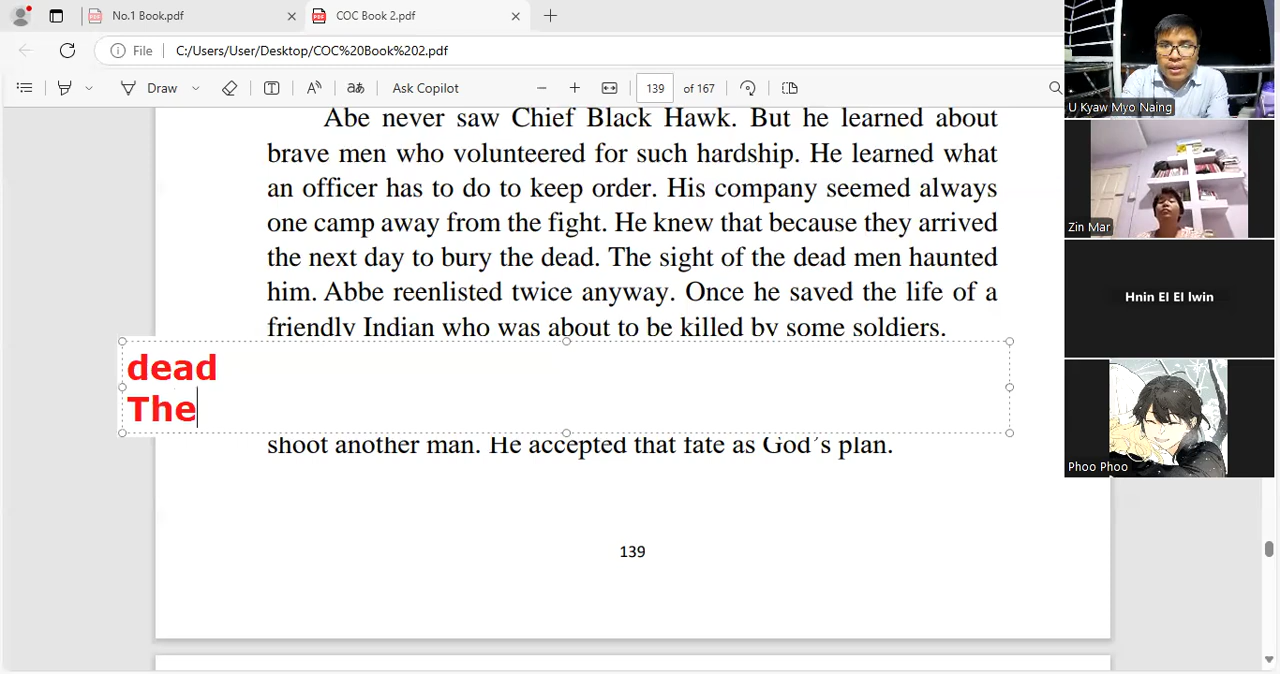 No.1 Book.pdf
COC Book 2.pdf
File
C:/Users/User/Desktop/COC%20Book%202.pdf
Draw
Ask Copilot
139 of 167
Abe never saw Chief Black Hawk. But he learned about
brave men who volunteered for such hardship. He learned what
an officer has to do to keep order. His company seemed always
one camp away from the fight. He knew that because they arrived
the next day to bury the dead. The sight of the dead men haunted
him. Abbe reenlisted twice anyway. Once he saved the life of a
friendly Indian who was about to be killed by some soldiers.
dead
The
shoot another man. He accepted that fate as God's plan.
139
U Kyaw Myo Naing
Zin Mar
Hnin EI EI lwin
Phoo Phoo